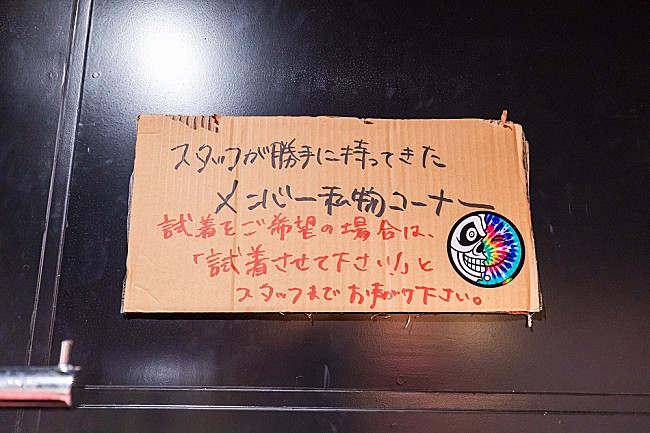 スタッフが勝手に持ってきた
メンバー私物コーナー
試着をご希望の場合は、
「試着させて下さい!」と
スタッフまでお声がけ下さい。